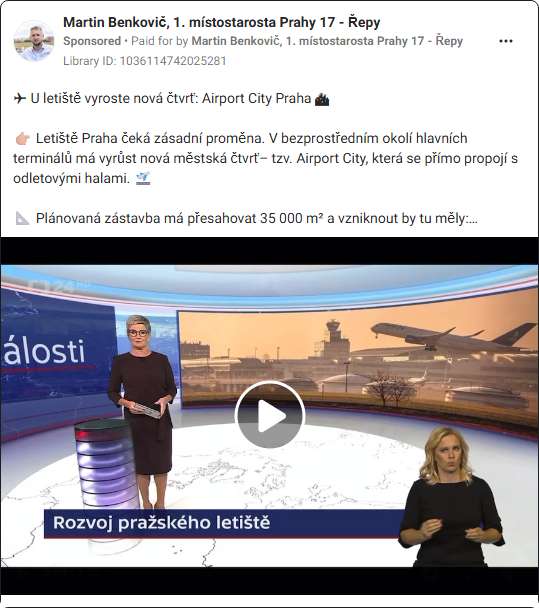 Martin Benkovič, 1. místostarosta Prahy 17 - Řepy
Sponsored • Paid for by Martin Benkovič, 1. místostarosta Prahy 17 - Řepy
Library ID: 1036114742025281
✈ U letiště vyroste nová čtvrť: Airport City Praha 🏙
👉 Letiště Praha čeká zásadní proměna. V bezprostředním okolí hlavních
terminálů má vyrůst nová městská čtvrť– tzv. Airport City, která se přímo propojí s
odletovými halami. 🛫
📐 Plánovaná zástavba má přesahovat 35 000 m² a vzniknout by tu měly:…
álosti
Rozvoj pražského letiště